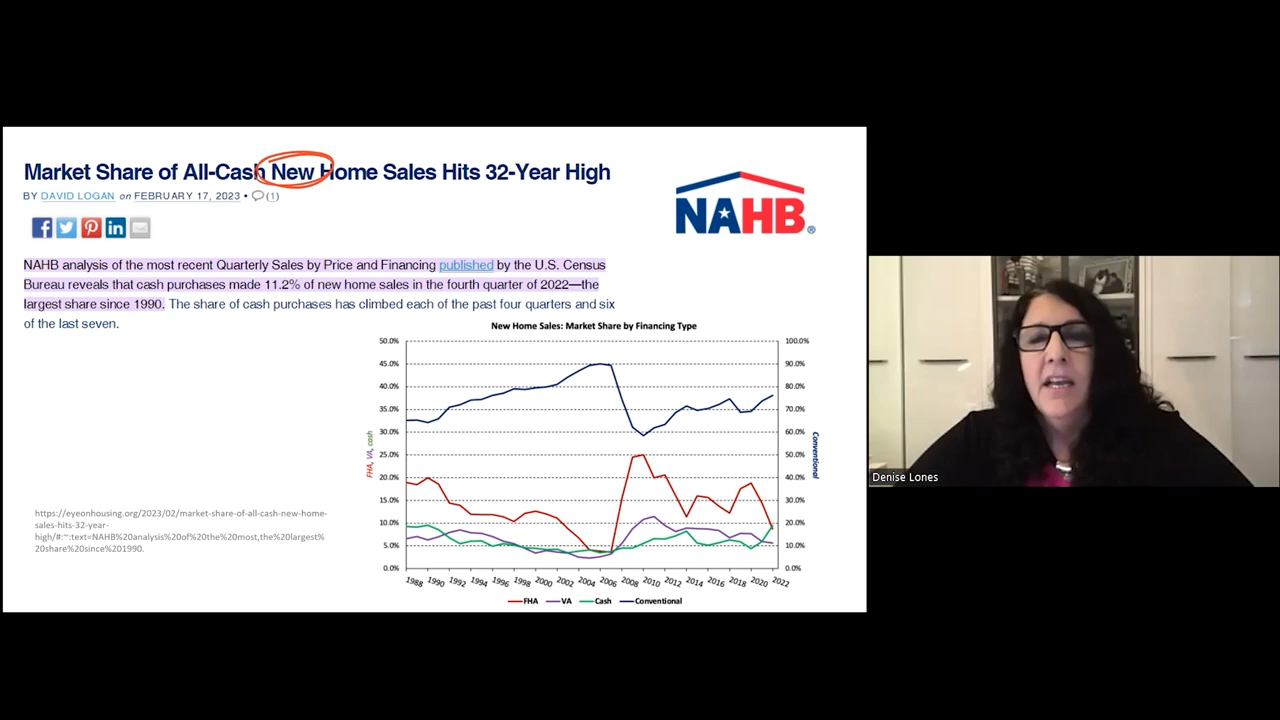 Market Share of All-Cash New Home Sales Hits 32-Year High
BY DAVID LOGAN on FEBRUARY 17, 2023 • (1)
NAHB®
NAHB analysis of the most recent Quarterly Sales by Price and Financing published by the U.S. Census
Bureau reveals that cash purchases made 11.2% of new home sales in the fourth quarter of 2022—the
largest share since 1990. The share of cash purchases has climbed each of the past four quarters and six
of the last seven.
New Home Sales: Market Share by Financing Type
50.0% 100.0%
45.0% 90.0%
40.0% 80.0%
35.0% 70.0%
30.0% 60.0%
25.0% 50.0%
20.0% 40.0%
15.0% 30.0%
10.0% 20.0%
5.0% 10.0%
0.0% 0.0%
FHA, VA, cash
Conventional
1988 1990 1992 1994 1996 1998 2000 2002 2004 2006 2008 2010 2012 2014 2016 2018 2020 2022
FHA VA Cash Conventional
https://eyeonhousing.org/2023/02/market-share-of-all-cash-new-home-
sales-hits-32-year-
high/#:~:text=NAHB%20analysis%20of%20the%20most,the%20largest%
20share%20since%201990.
Denise Lones